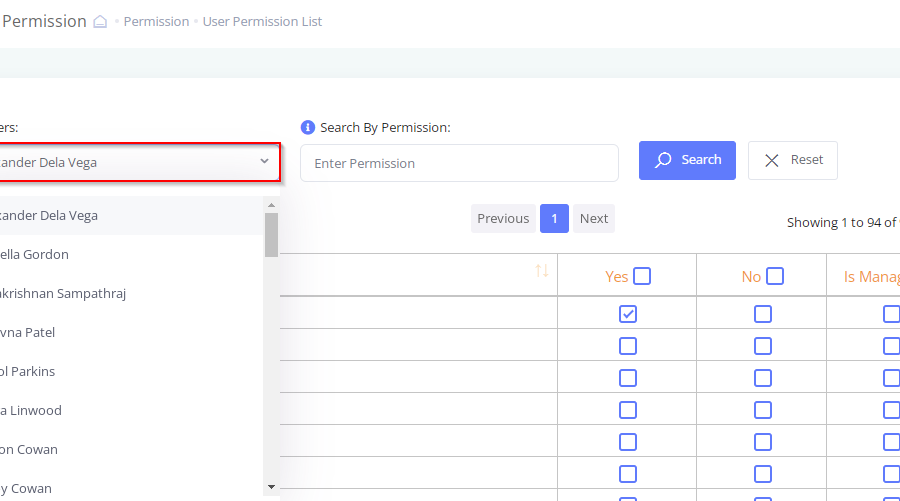 Permission Permission User Permission List
ers: Search By Permission:
xander Dela Vega Enter Permission Search Reset
xander Dela Vega
ella Gordon
akrishnan Sampathraj
vna Patel
ol Parkins
a Linwood
on Cowan
y Cowan
Previous 1 Next Showing 1 to 94 of
Yes No Is Manag